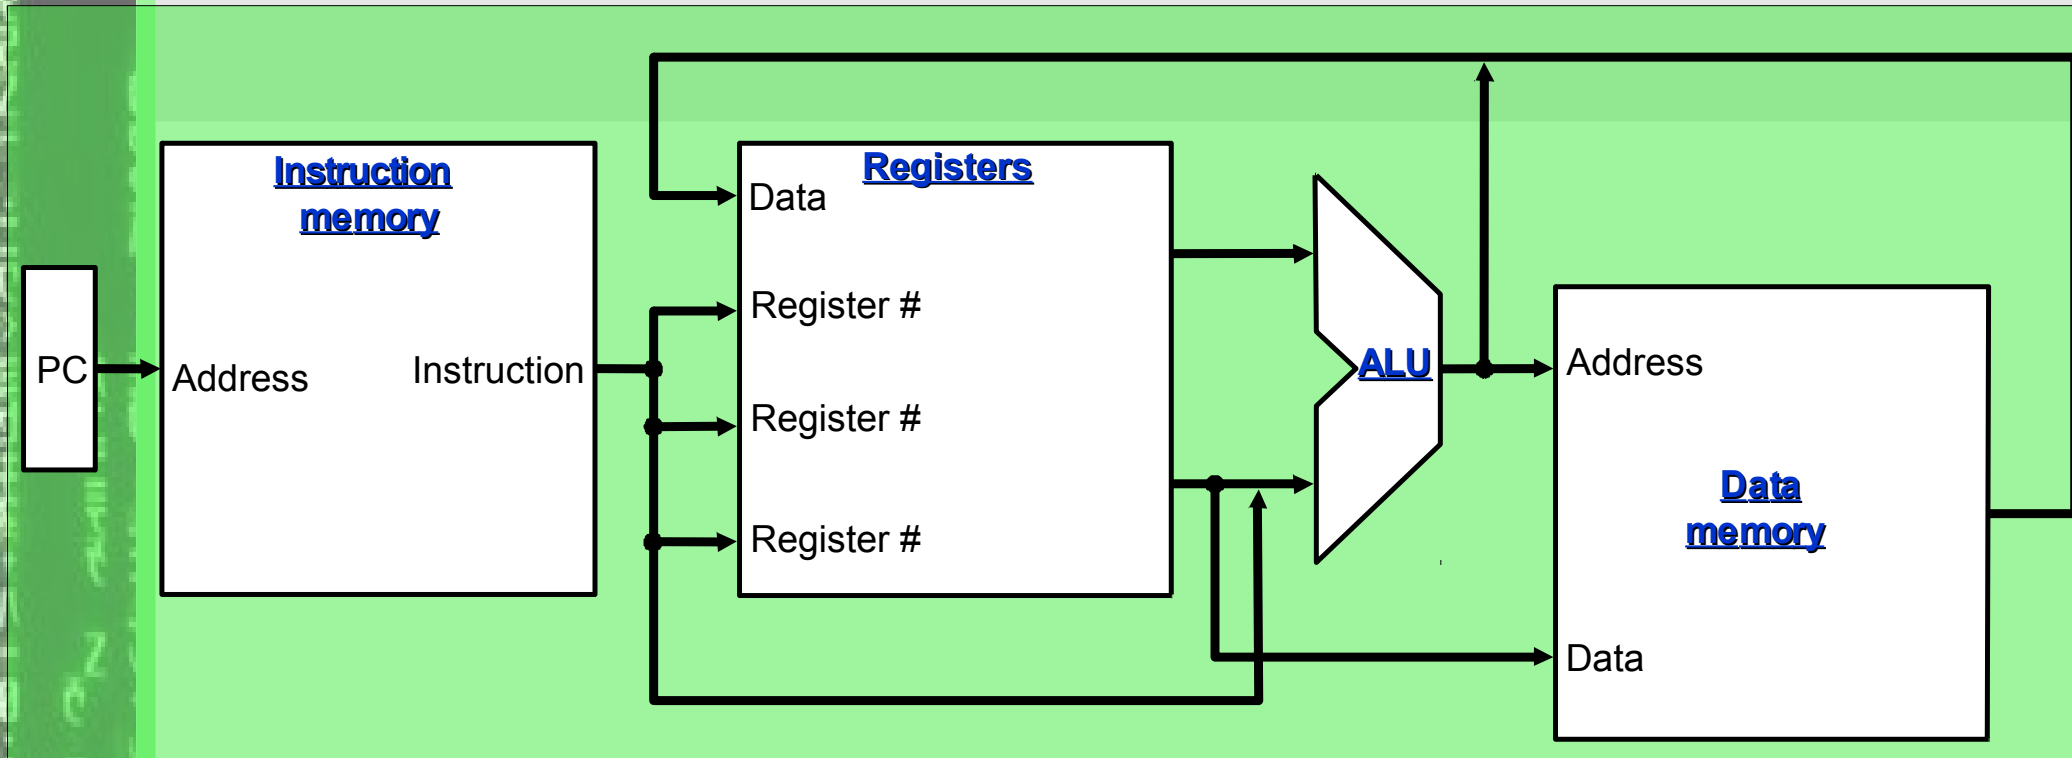 PC
Instruction
memory
Address
Instruction
Registers
Data
Register #
Register #
Register #
ALU
Address
Data
memory
Data